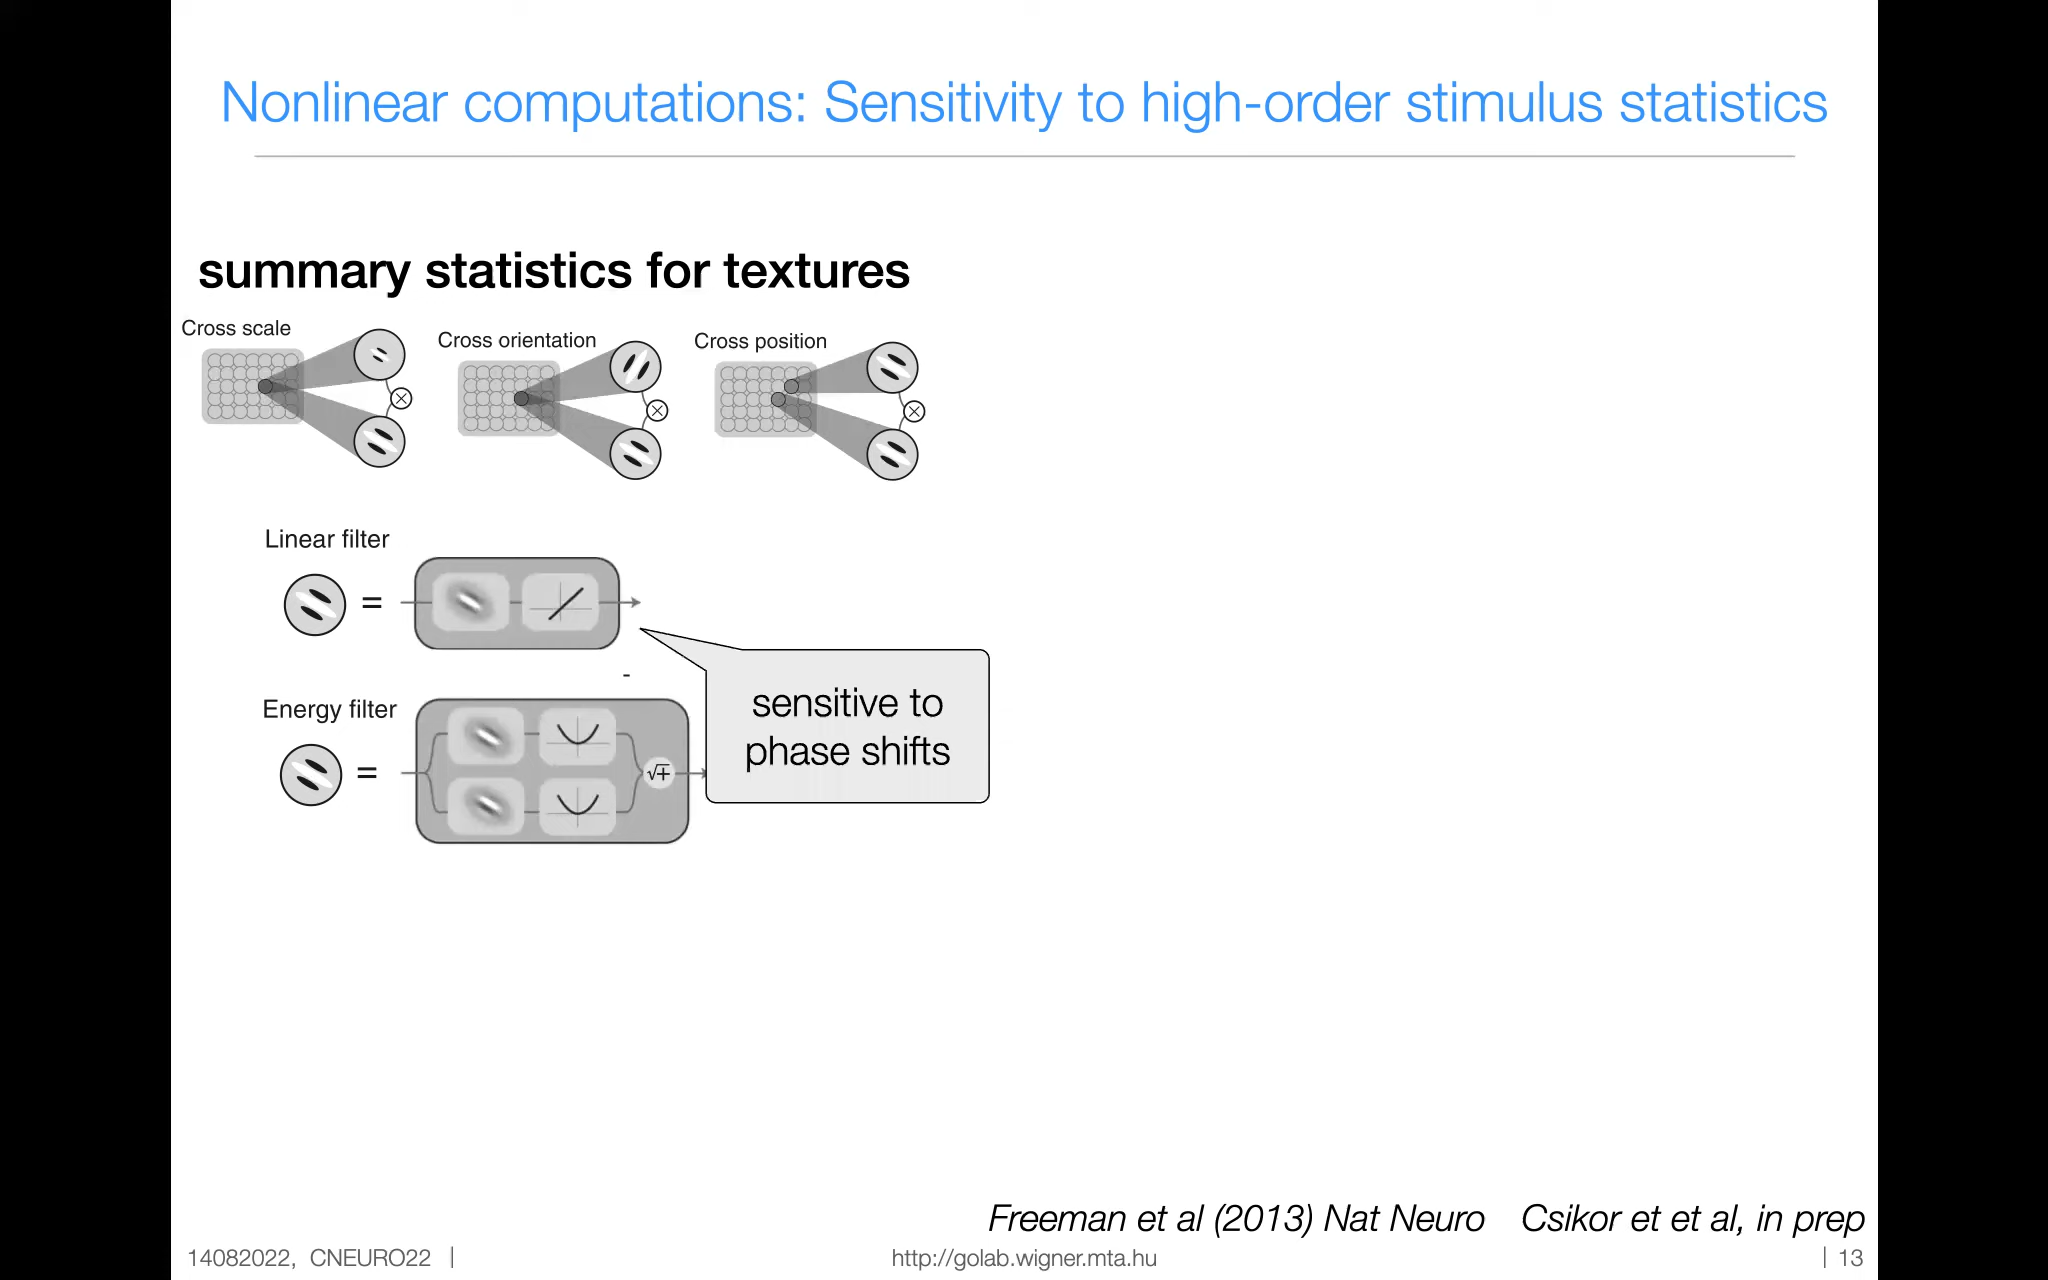 Nonlinear computations: Sensitivity to high-order stimulus statistics
summary statistics for textures
Cross scale
Cross orientation
Cross position
Linear filter
=
sensitive to
phase shifts
-
Energy filter
=
√+
Freeman et al (2013) Nat Neuro Csikor et et al, in prep
14082022, CNEURO22 |
http://golab.wigner.mta.hu
| 13